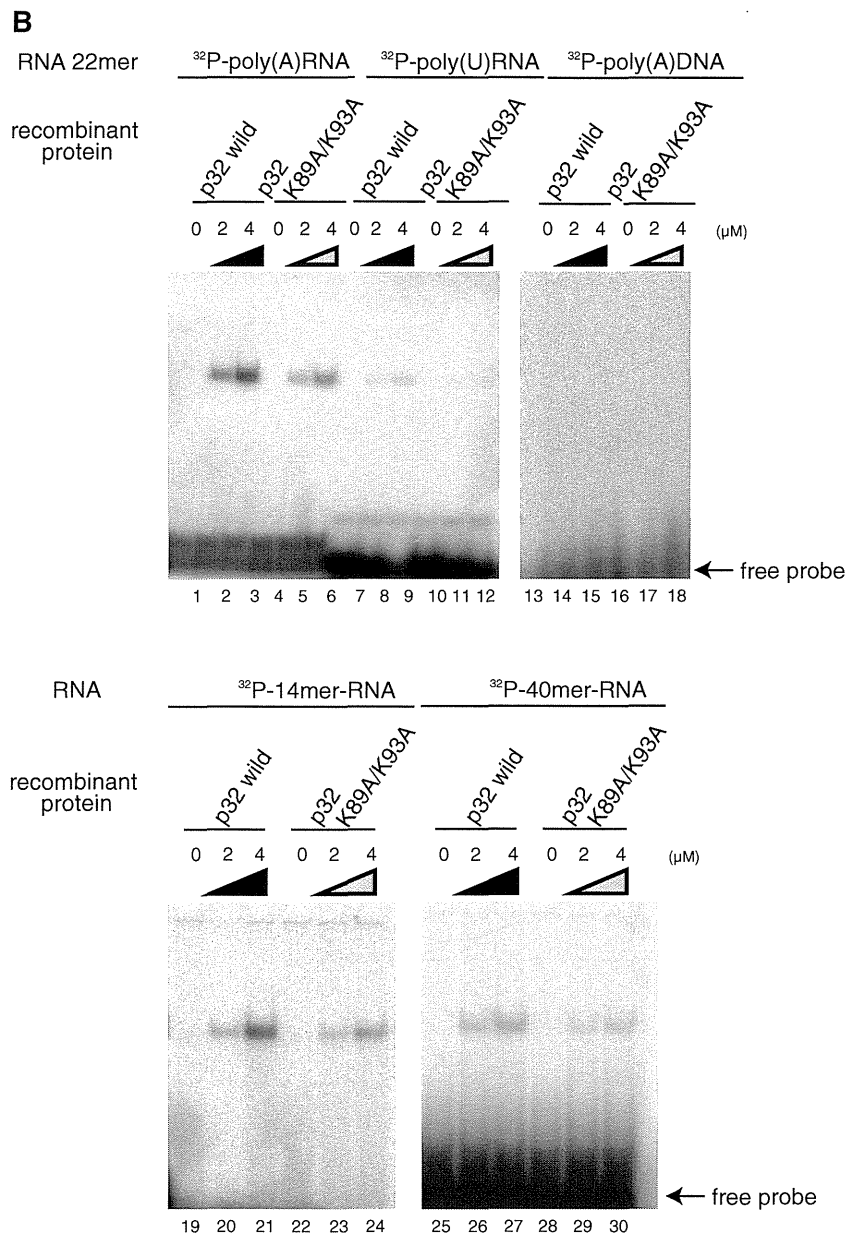 B
RNA 22mer
³²P-poly(A)RNA ³²P-poly(U)RNA ³²P-poly(A)DNA
recombinant
protein
p32 wild p32 K89A/K93A p32 wild p32 K89A/K93A p32 wild p32 K89A/K93A
0 2 4 0 2 4 0 2 4 0 2 4 0 2 4 0 2 4 (µM)
free probe
1 2 3 4 5 6 7 8 9 10 11 12 13 14 15 16 17 18
RNA
³²P-14mer-RNA ³²P-40mer-RNA
recombinant
protein
p32 wild p32 K89A/K93A p32 wild p32 K89A/K93A
0 2 4 0 2 4 0 2 4 0 2 4 (µM)
free probe
19 20 21 22 23 24 25 26 27 28 29 30